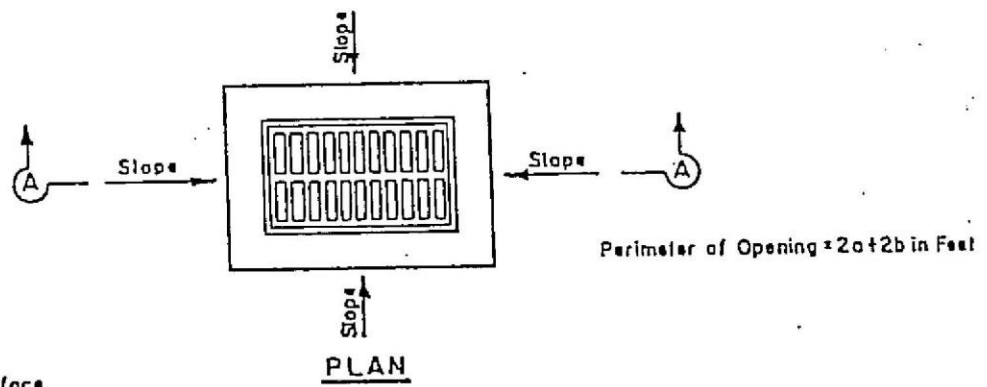 Slope
A
Slope
Slope
A
Perimeter of Opening = 2a+2b in Feet
Slope
PLAN